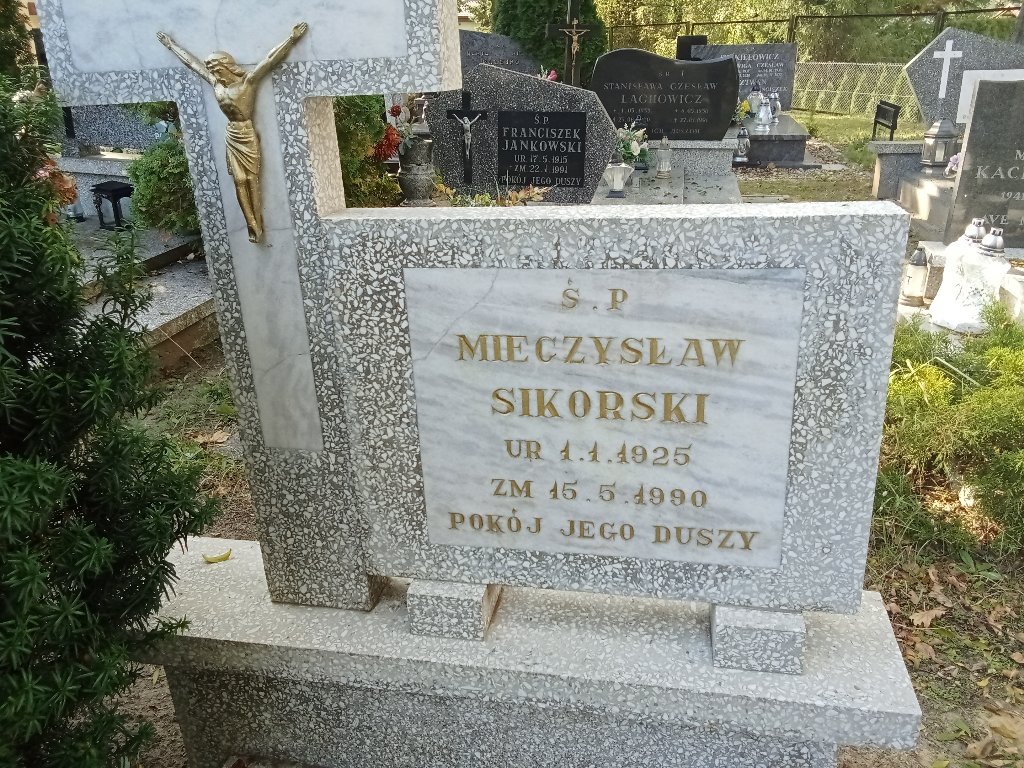 Ś.P
MIECZYSŁAW
SIKORSKI
UR 1.1.1925
ZM 15.5.1990
POKÓJ JEGO DUSZY
Ś.P.
FRANCISZEK
JANKOWSKI
UR 17.5.1915
ZM 22.1.1991
POKÓJ JEGO DUSZY
Ś.P.
STANISŁAWA CZESŁAW
LACHOWICZ